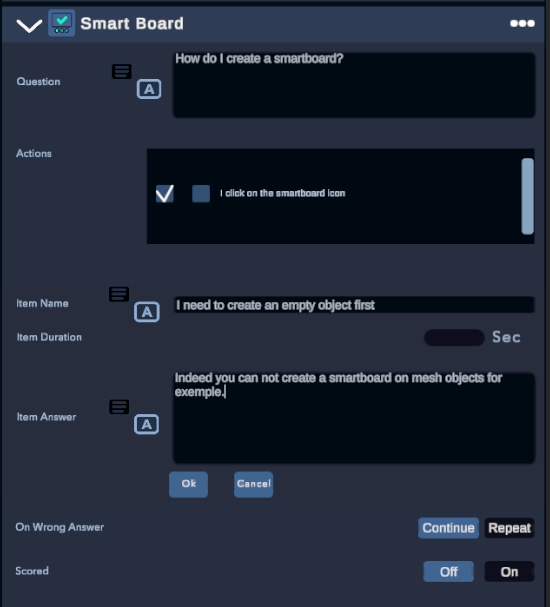 Smart Board
Question
A
How do I create a smartboard?
Actions
I click on the smartboard icon
Item Name
A
I need to create an empty object first
Item Duration
Sec
Item Answer
A
Indeed you can not create a smartboard on mesh objects for
exemple.
Ok
Cancel
On Wrong Answer
Continue
Repeat
Scored
Off
On